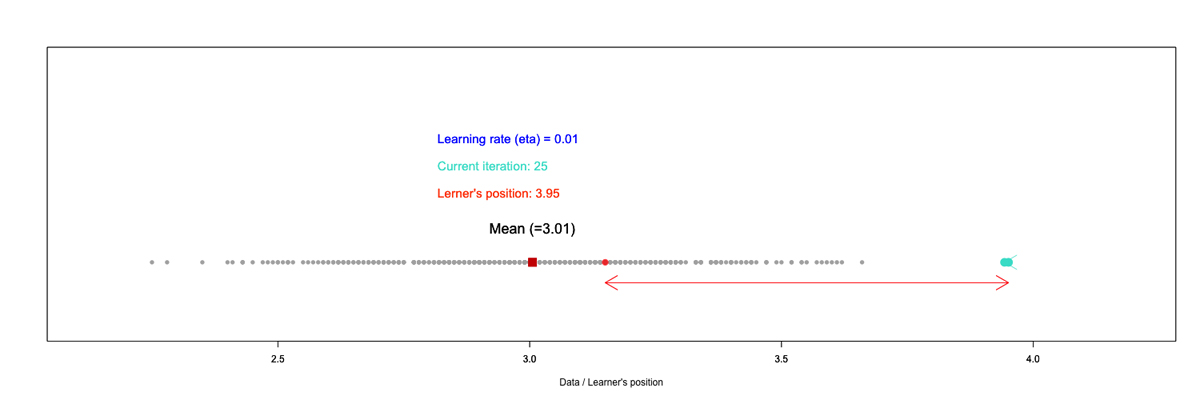 Learning rate (eta) = 0.01
Current iteration: 25
Lerner's position: 3.95
Mean (=3.01)
2.5 3.0 3.5 4.0
Data / Learner's position